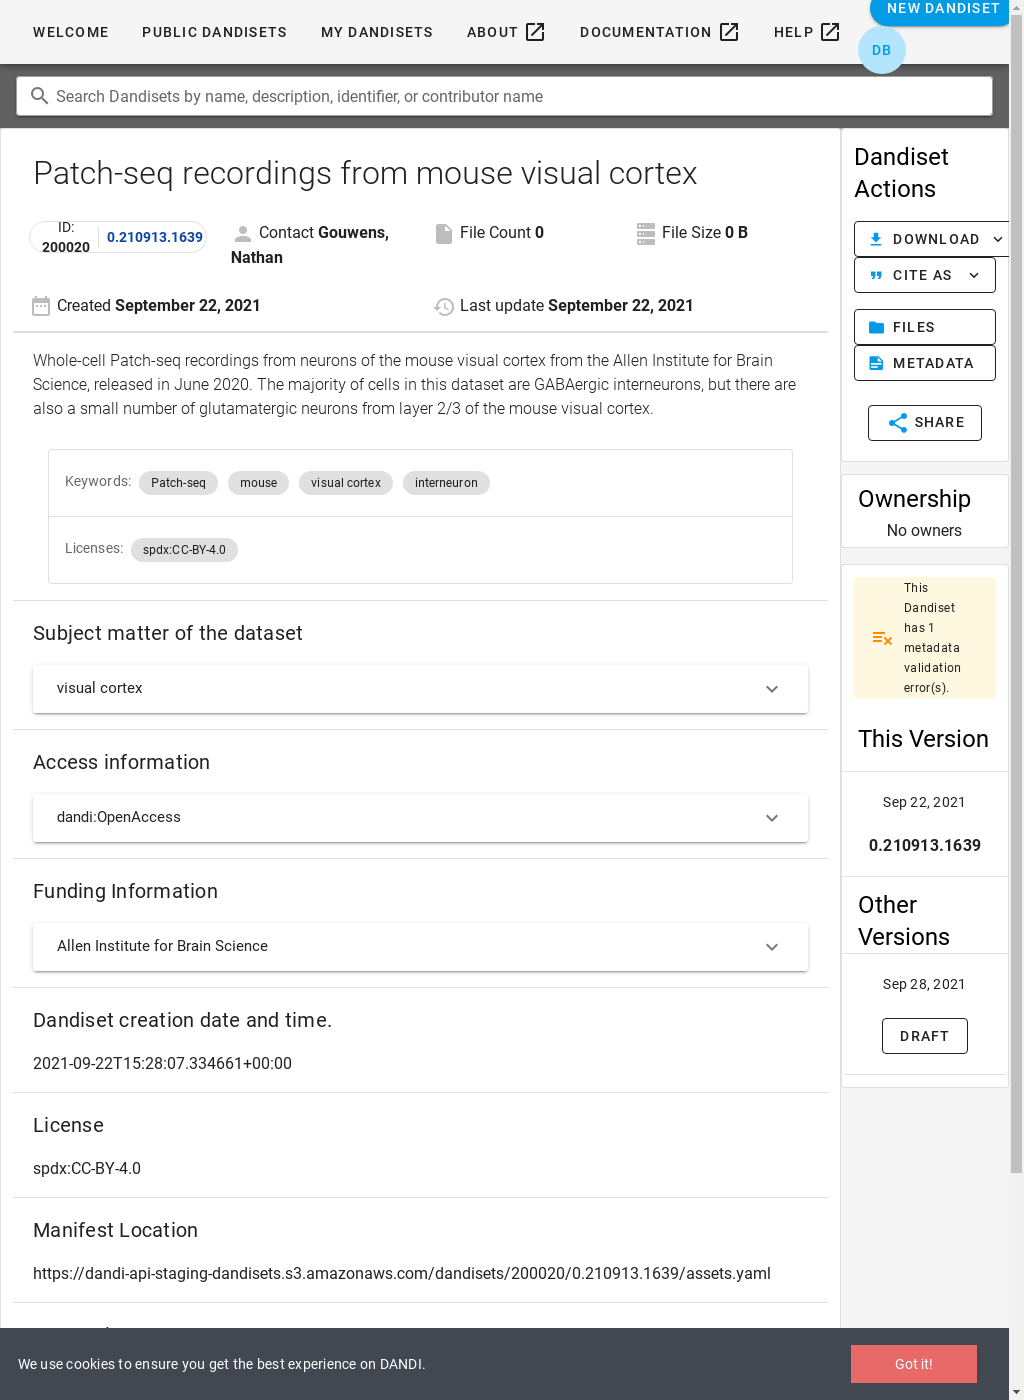 WELCOME PUBLIC DANDISETS MY DANDISETS ABOUT DOCUMENTATION HELP NEW DANDISET
DB
Search Dandisets by name, description, identifier, or contributor name
Patch-seq recordings from mouse visual cortex
ID: 200020 0.210913.1639
Contact Gouwens, Nathan
File Count 0
File Size 0 B
Created September 22, 2021
Last update September 22, 2021
Whole-cell Patch-seq recordings from neurons of the mouse visual cortex from the Allen Institute for Brain
Science, released in June 2020. The majority of cells in this dataset are GABAergic interneurons, but there are
also a small number of glutamatergic neurons from layer 2/3 of the mouse visual cortex.
Keywords: Patch-seq mouse visual cortex interneuron
Licenses: spdx:CC-BY-4.0
Subject matter of the dataset
visual cortex
Access information
dandi:OpenAccess
Funding Information
Allen Institute for Brain Science
Dandiset creation date and time.
2021-09-22T15:28:07.334661+00:00
License
spdx:CC-BY-4.0
Manifest Location
https://dandi-api-staging-dandisets.s3.amazonaws.com/dandisets/200020/0.210913.1639/assets.yaml
Dandiset
Actions
DOWNLOAD
CITE AS
FILES
METADATA
SHARE
Ownership
No owners
This
Dandiset
has 1
metadata
validation
error(s).
This Version
Sep 22, 2021
0.210913.1639
Other
Versions
Sep 28, 2021
DRAFT
We use cookies to ensure you get the best experience on DANDI.
Got it!